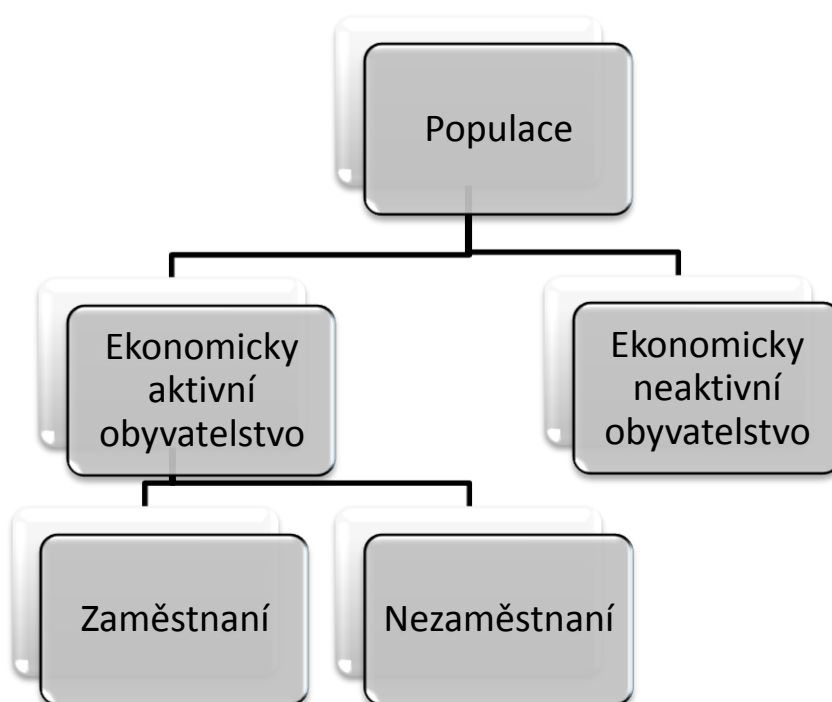 Populace
Ekonomicky
aktivní
obyvatelstvo
Ekonomicky
neaktivní
obyvatelstvo
Zaměstnaní
Nezaměstnaní